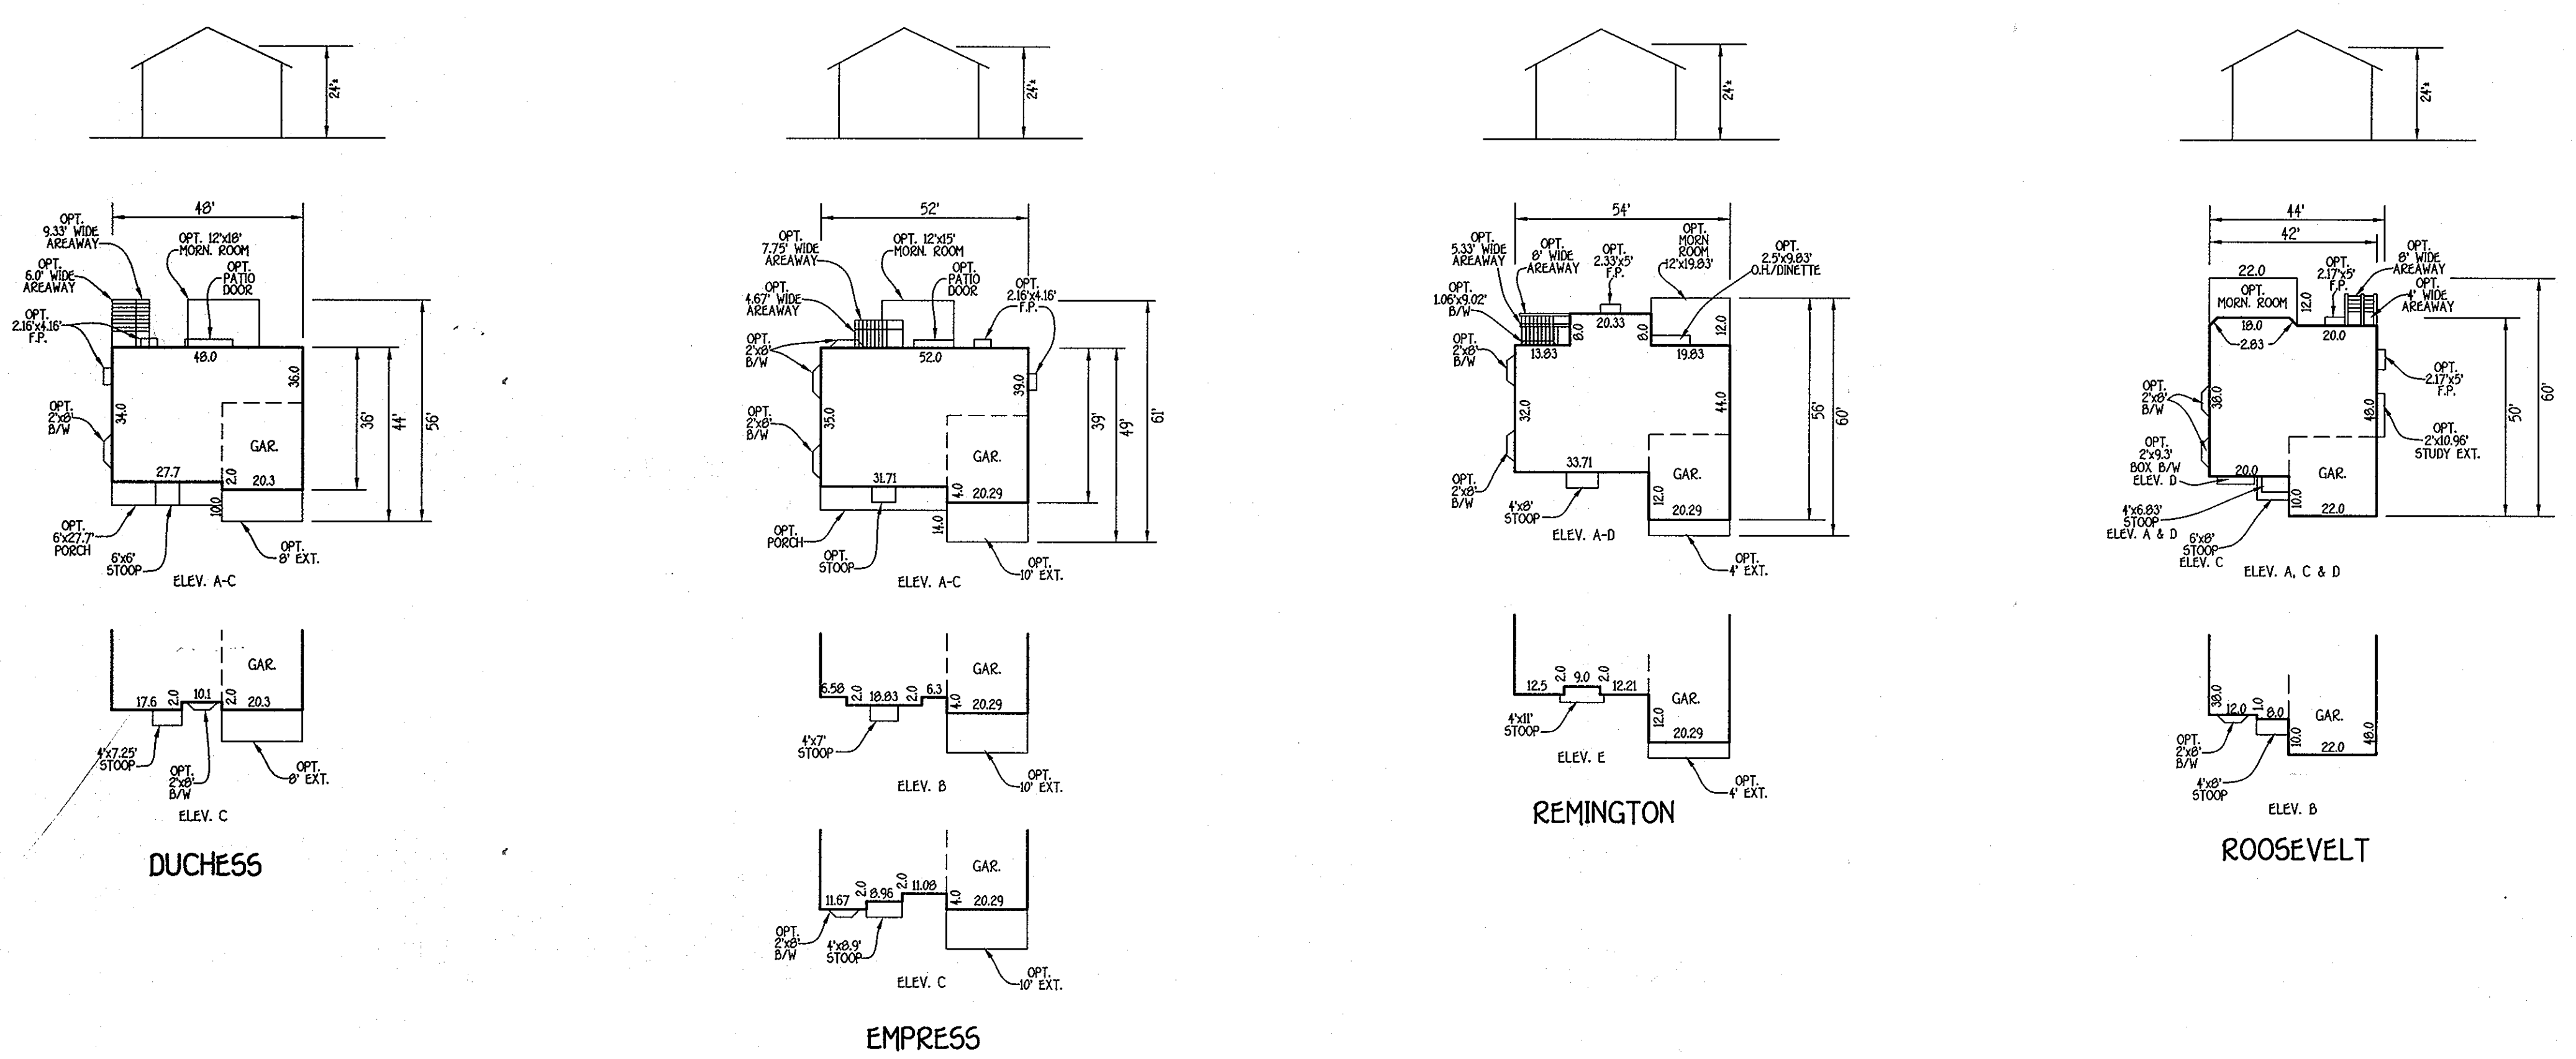 24'±
48'
OPT.
9.33' WIDE
AREAWAY
OPT.
6.0' WIDE
AREAWAY
OPT. 12'x18'
MORN. ROOM
OPT.
PATIO
DOOR
OPT.
2.16'x4.16'
F.P.
48.0
36.0
34.0
OPT.
2'x8'
B/W
GAR.
27.7
2.0
20.3
10.0
36'
44'
56'
OPT.
6'x27.7'
PORCH
6'x6'
STOOP
OPT.
8' EXT.
ELEV. A-C
GAR.
17.6
2.0
10.1
2.0
20.3
4'x7.25'
STOOP
OPT.
2'x8'
B/W
OPT.
8' EXT.
ELEV. C
DUCHESS
24'±
52'
OPT.
7.75' WIDE
AREAWAY
OPT. 12'x15'
MORN. ROOM
OPT.
PATIO
DOOR
OPT.
2.16'x4.16'
F.P.
OPT.
4.67' WIDE
AREAWAY
OPT.
2'x8'
B/W
52.0
39.0
35.0
OPT.
2'x8'
B/W
GAR.
31.71
4.0
20.29
14.0
39'
49'
61'
OPT.
PORCH
OPT.
STOOP
OPT.
10' EXT.
ELEV. A-C
GAR.
6.58
2.0
18.83
2.0
6.3
4.0
20.29
4'x7'
STOOP
OPT.
10' EXT.
ELEV. B
GAR.
11.67
2.0
8.96
2.0
11.08
4.0
20.29
OPT.
2'x8'
B/W
4'x8.9'
STOOP
OPT.
10' EXT.
ELEV. C
EMPRESS
24'±
54'
OPT.
5.33' WIDE
AREAWAY
OPT.
8' WIDE
AREAWAY
OPT.
2.33'x5'
F.P.
OPT.
MORN
ROOM
12'x19.83'
OPT.
2.5'x9.83'
O.H./DINETTE
OPT.
1.06'x9.02'
B/W
OPT.
2'x8'
B/W
13.83
8.0
20.33
8.0
12.0
19.83
32.0
44.0
GAR.
33.71
12.0
20.29
56'
60'
OPT.
2'x8'
B/W
4'x8'
STOOP
ELEV. A-D
OPT.
4' EXT.
12.5
2.0
9.0
2.0
12.21
GAR.
12.0
20.29
4'x11'
STOOP
ELEV. E
OPT.
4' EXT.
REMINGTON
24'±
44'
42'
22.0
OPT.
MORN. ROOM
12.0
OPT.
2.17'x5'
F.P.
OPT.
8' WIDE
AREAWAY
OPT.
4' WIDE
AREAWAY
18.0
2.83
20.0
OPT.
2.17'x5'
F.P.
OPT.
2'x8'
B/W
38.0
48.0
OPT.
2'x10.96'
STUDY EXT.
OPT.
2'x9.3'
BOX B/W
ELEV. D
20.0
GAR.
10.0
22.0
50'
60'
4'x6.83'
STOOP
ELEV. A & D
6'x8'
STOOP
ELEV. C
ELEV. A, C & D
38.0
12.0
1.0
8.0
GAR.
10.0
22.0
48.0
OPT.
2'x8'
B/W
4'x8'
STOOP
ELEV. B
ROOSEVELT